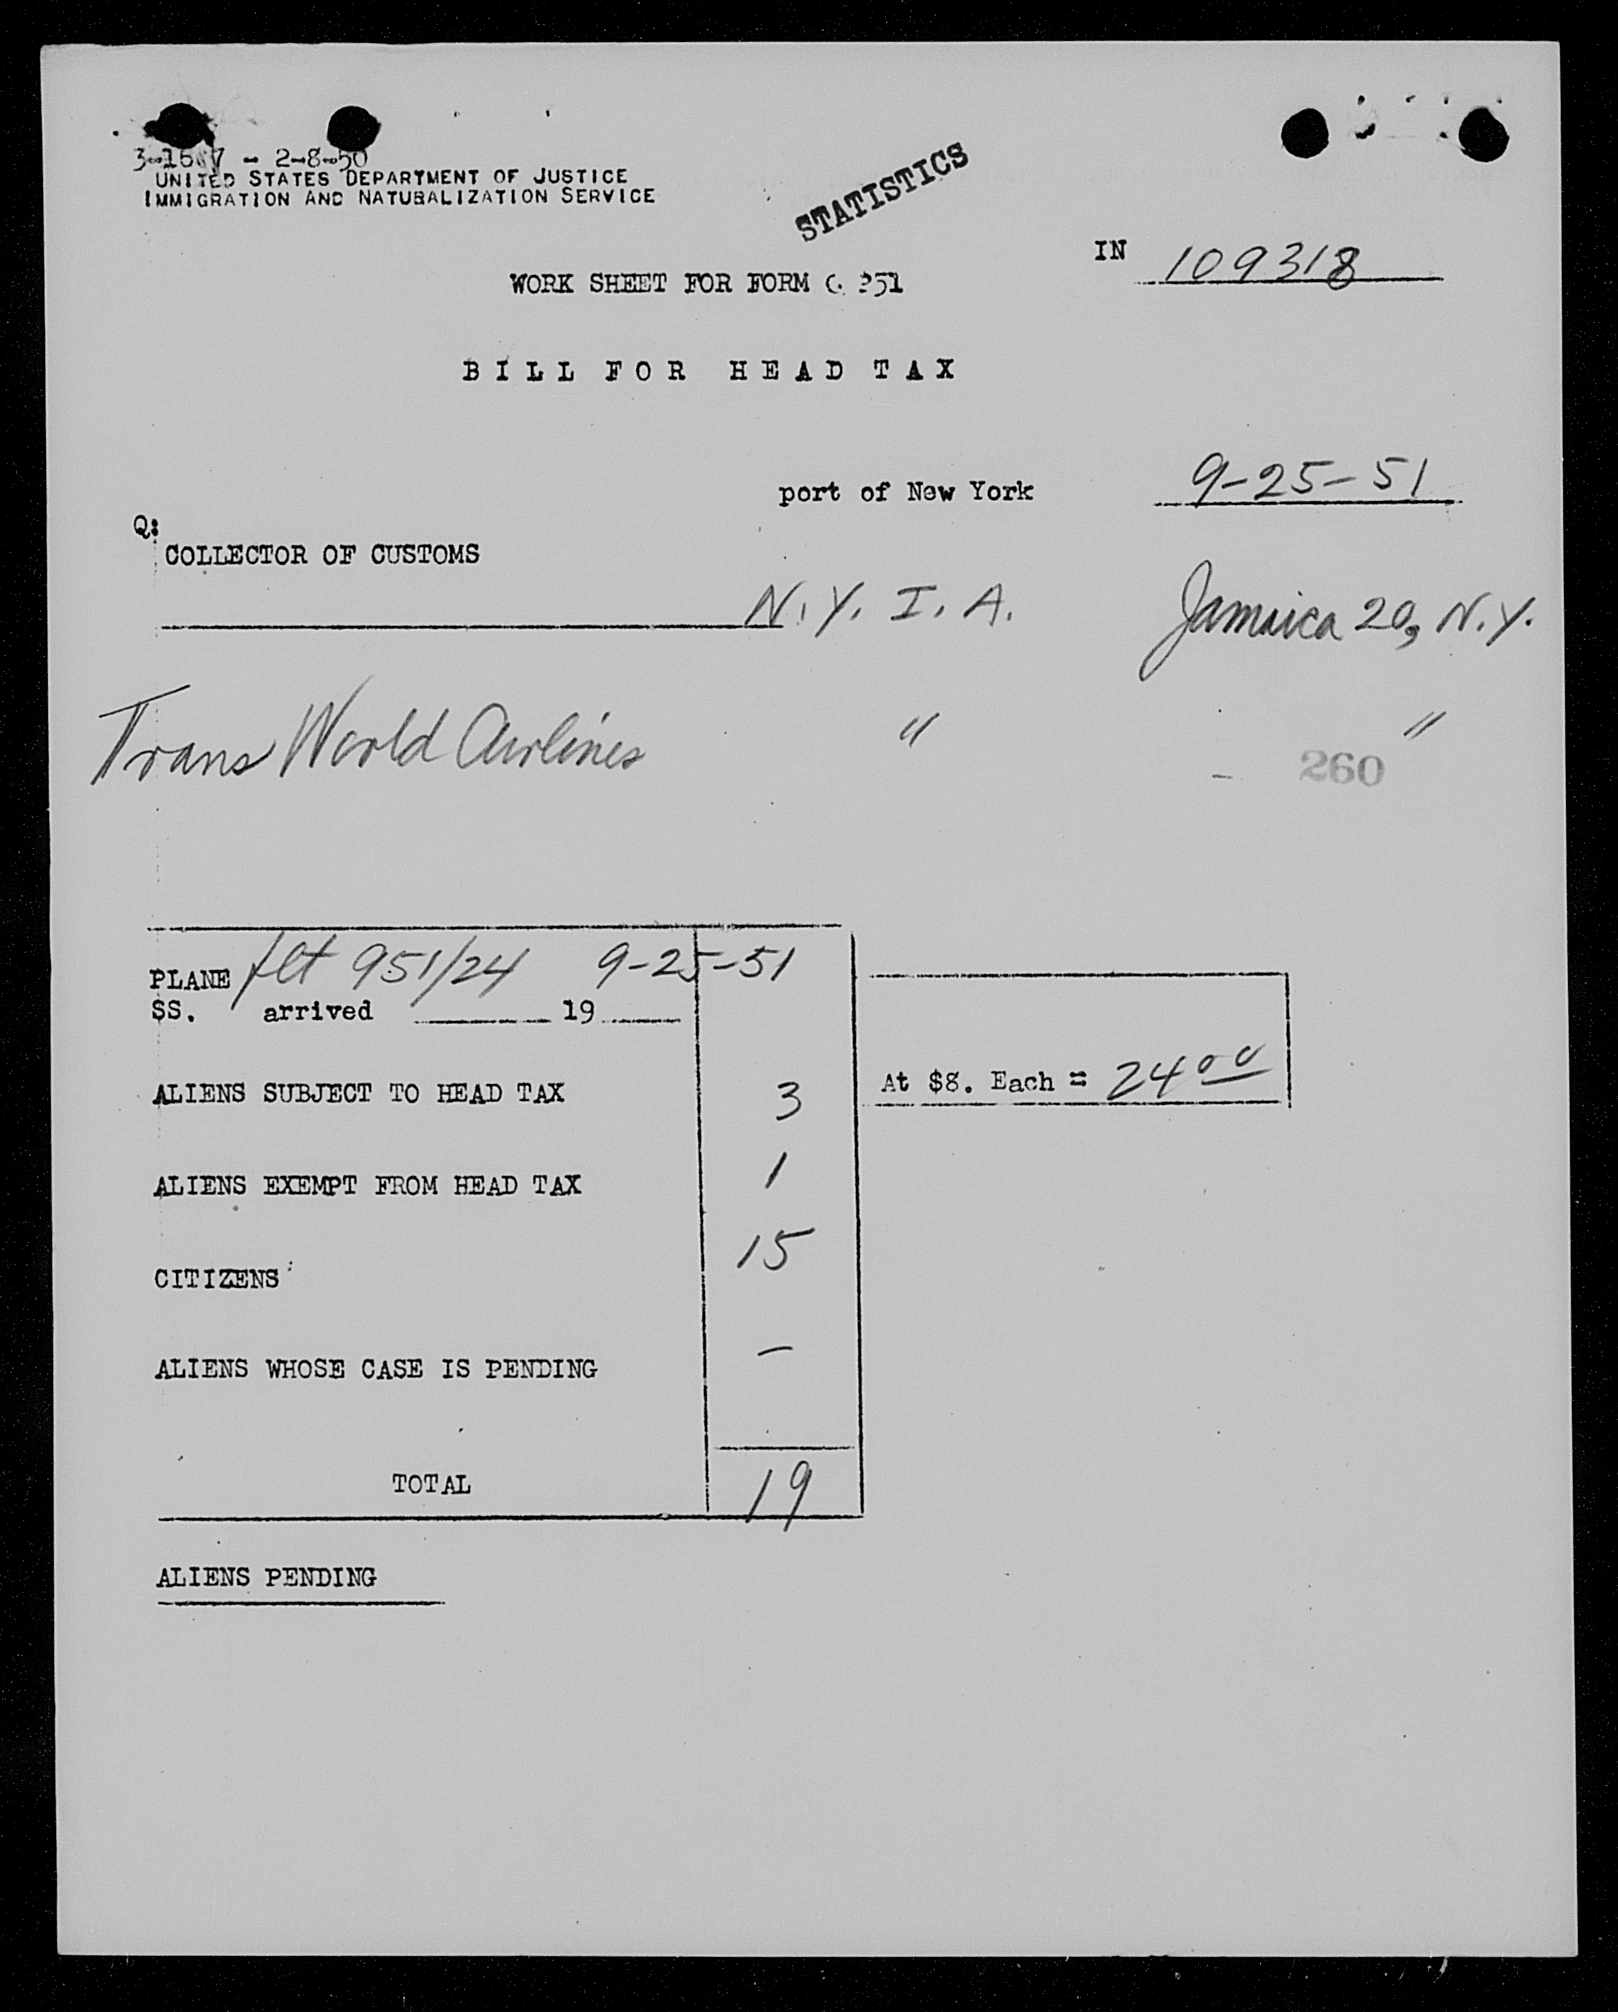 - 2-8-50
UNITED STATES DEPARTMENT OF JUSTICE
IMMIGRATION AND NATURALIZATION SERVICE
STATISTICS
IN 109318
WORK SHEET FOR FORM
BILL FOR HEAD TAX
port of New York 9-25-51
Q:
COLLECTOR OF CUSTOMS
N.Y. I. A. Jamaica 20, N.Y.
Trans World Airlines " "
260
PLANE flt 951/24 9-25-51
SS. arrived 19
ALIENS SUBJECT TO HEAD TAX 3 At $8. Each = 24 00
ALIENS EXEMPT FROM HEAD TAX 1
CITIZENS 15
ALIENS WHOSE CASE IS PENDING —
TOTAL 19
ALIENS PENDING